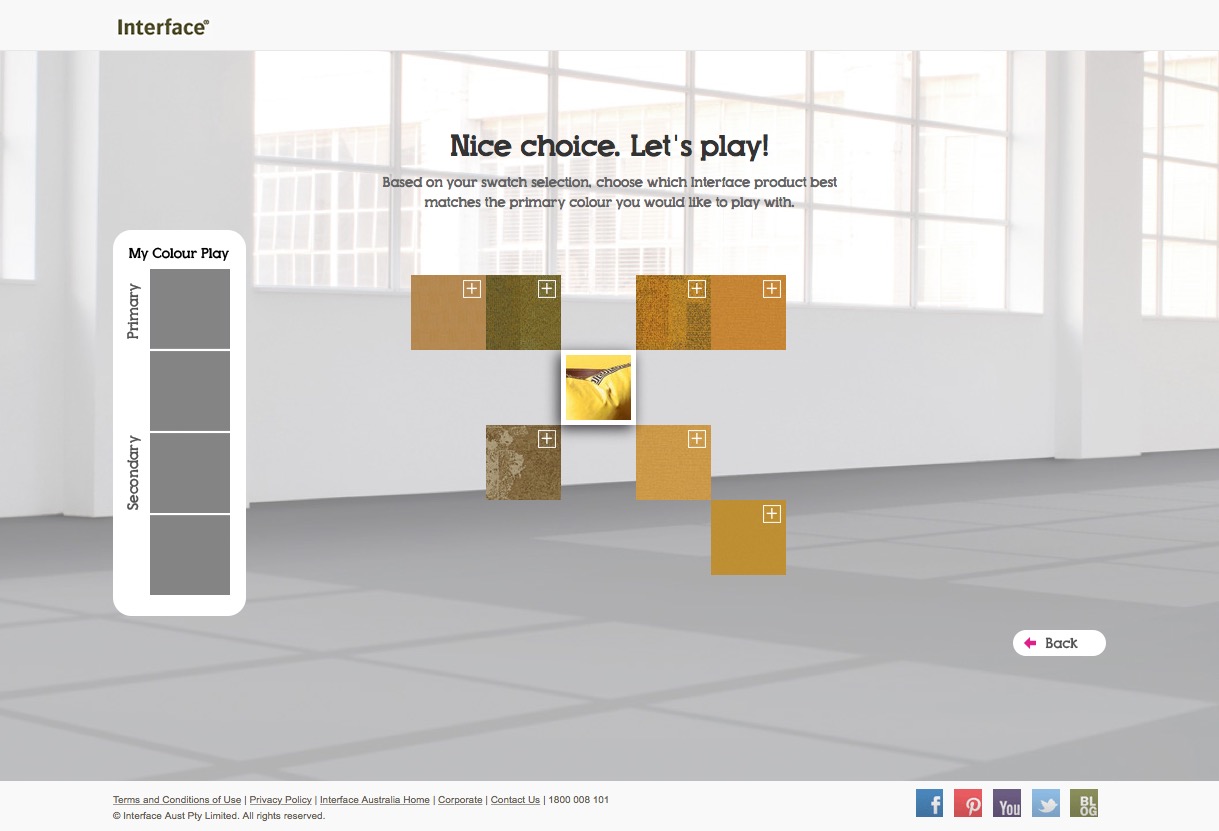 Interface®
Nice choice. Let's play!
Based on your swatch selection, choose which Interface product best
matches the primary colour you would like to play with.
My Colour Play
Primary
Secondary
Back
Terms and Conditions of Use | Privacy Policy | Interface Australia Home | Corporate | Contact Us | 1800 008 101
© Interface Aust Pty Limited. All rights reserved.
f
You
BL
OG